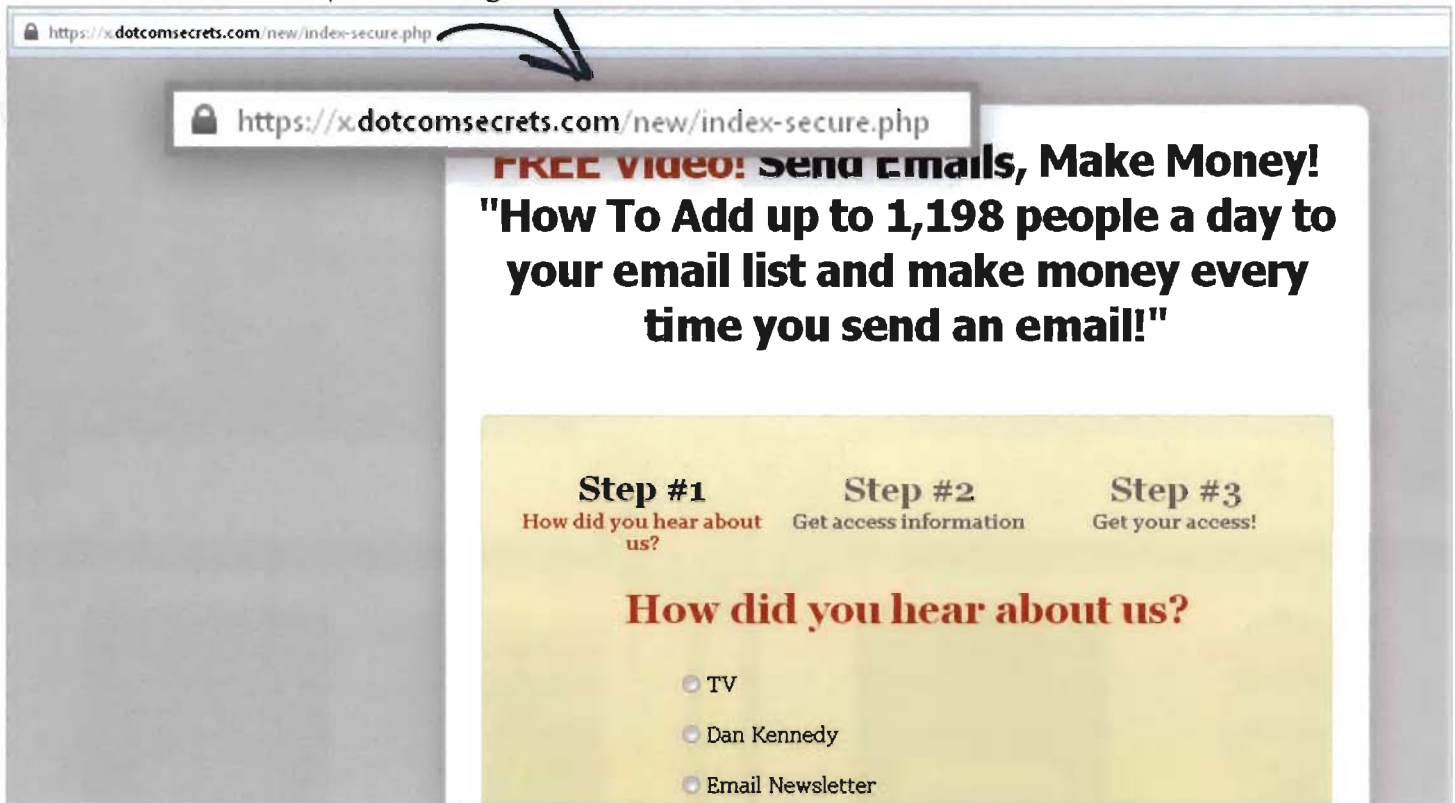 https://x.dotcomsecrets.com/new/index-secure.php
https://x.dotcomsecrets.com/new/index-secure.php
FREE Video! Send Emails, Make Money!
"How To Add up to 1,198 people a day to
your email list and make money every
time you send an email!"
Step #1
How did you hear about
us?
Step #2
Get access information
Step #3
Get your access!
How did you hear about us?
TV
Dan Kennedy
Email Newsletter